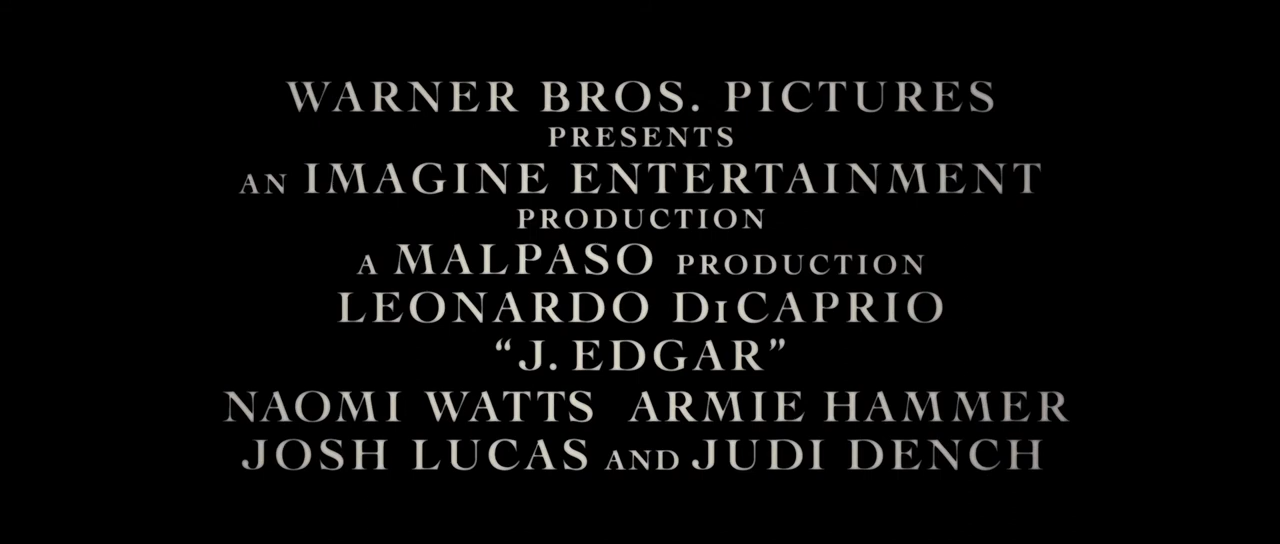 WARNER BROS. PICTURES
PRESENTS
AN IMAGINE ENTERTAINMENT
PRODUCTION
A MALPASO PRODUCTION
LEONARDO DiCAPRIO
“J. EDGAR”
NAOMI WATTS ARMIE HAMMER
JOSH LUCAS AND JUDI DENCH